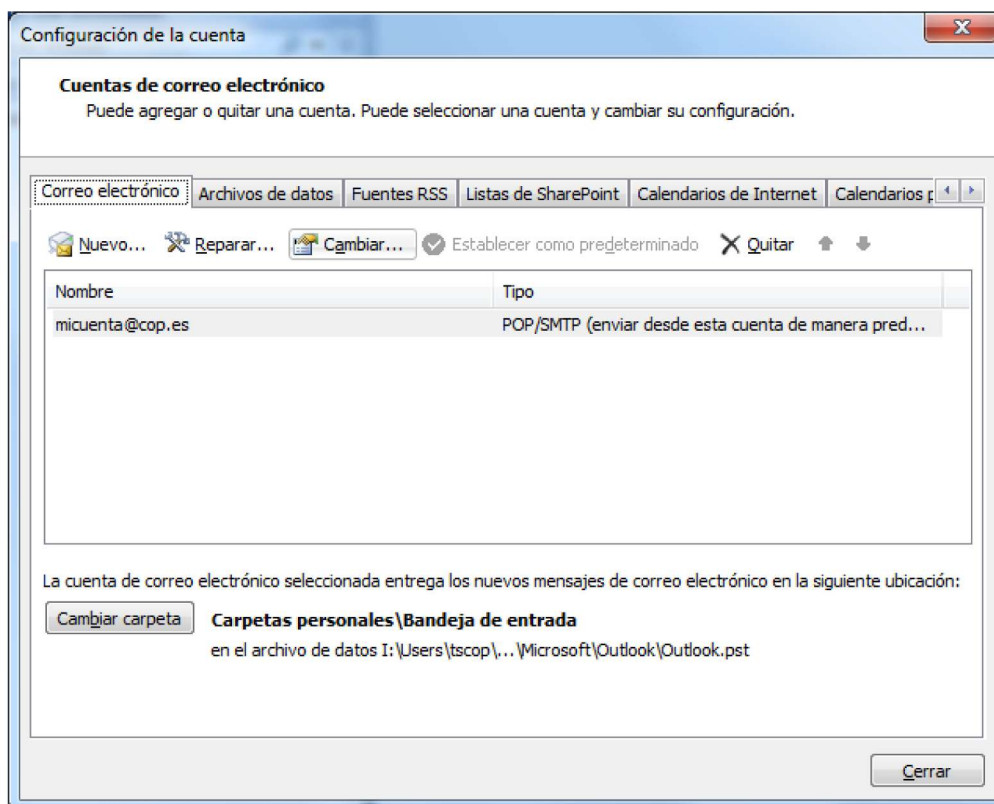 Configuración de la cuenta
Cuentas de correo electrónico
Puede agregar o quitar una cuenta. Puede seleccionar una cuenta y cambiar su configuración.
Correo electrónico Archivos de datos Fuentes RSS Listas de SharePoint Calendarios de Internet Calendarios p
Nuevo... Reparar... Cambiar... Establecer como predeterminado Quitar
Nombre Tipo
micuenta@cop.es POP/SMTP (enviar desde esta cuenta de manera pred...
La cuenta de correo electrónico seleccionada entrega los nuevos mensajes de correo electrónico en la siguiente ubicación:
Cambiar carpeta Carpetas personales\Bandeja de entrada
en el archivo de datos I:\Users\tscop\...\Microsoft\Outlook\Outlook.pst
Cerrar